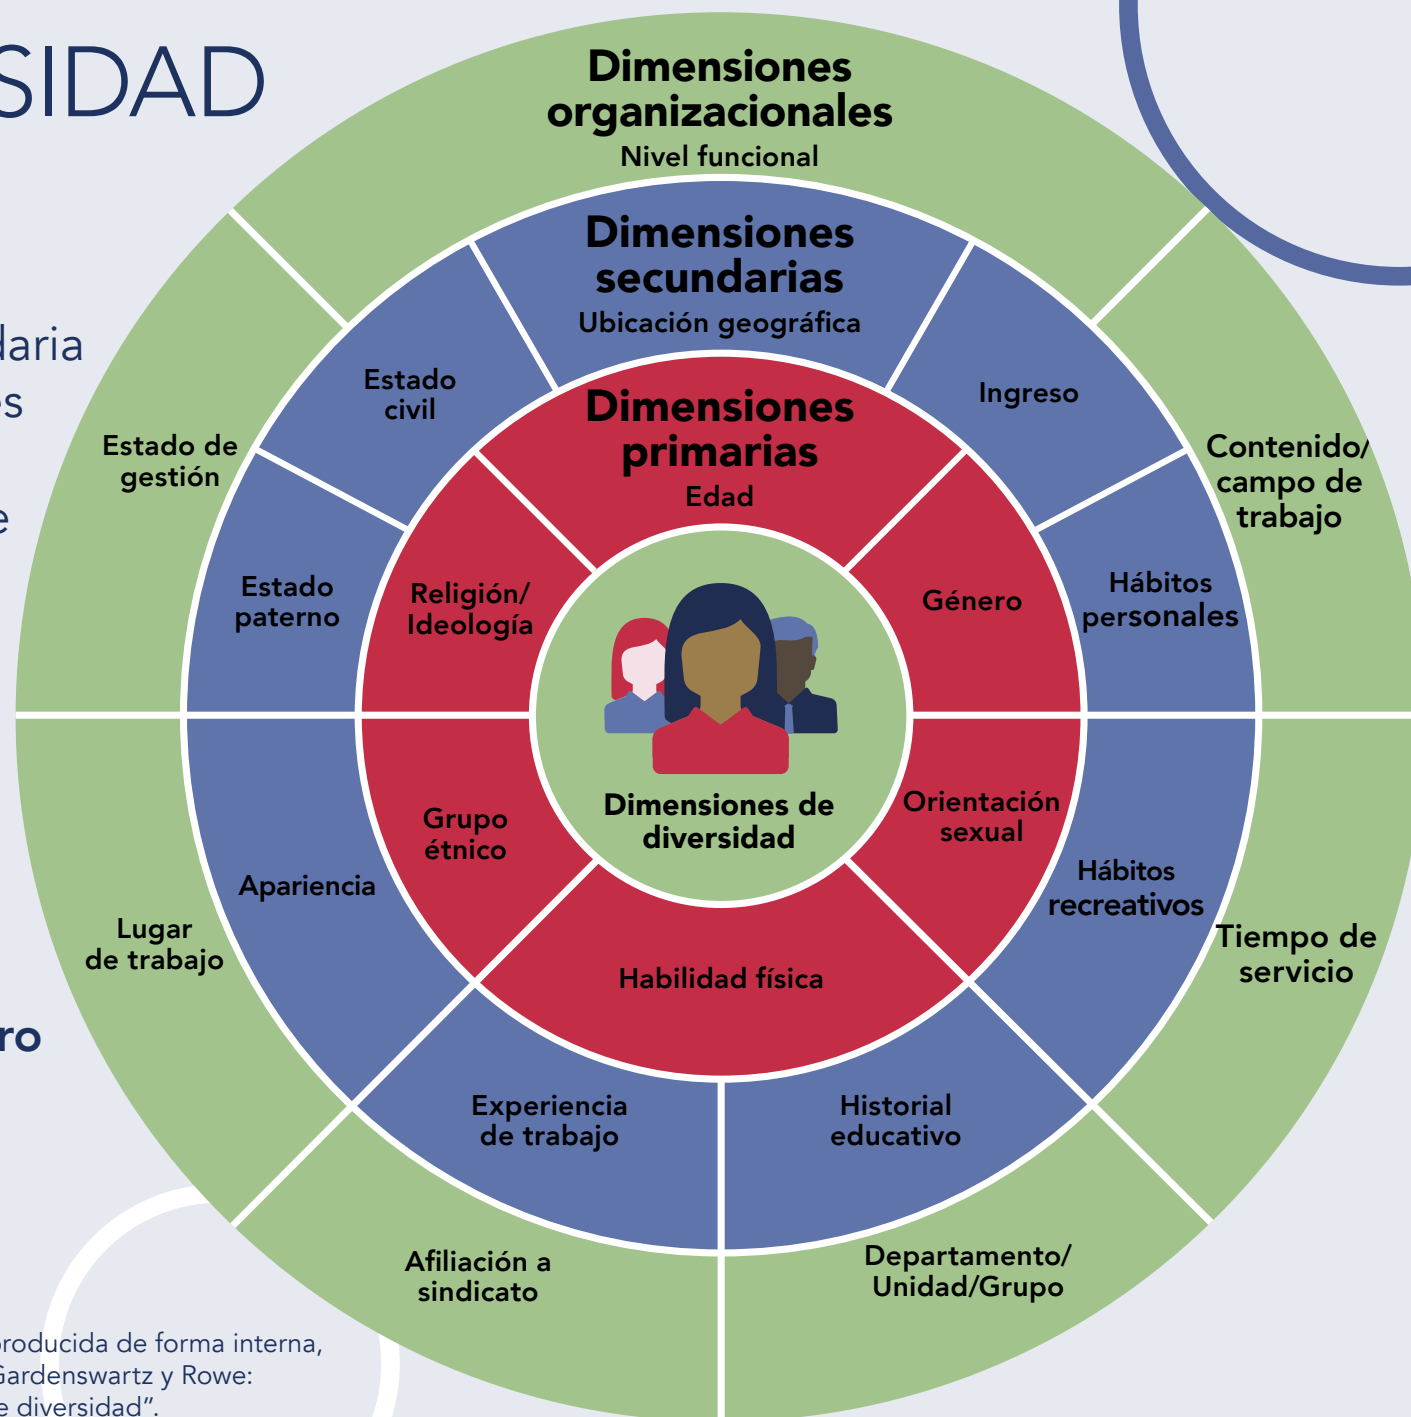 SIDAD
daria
es
e
ro
Dimensiones
organizacionales
Nivel funcional
Dimensiones
secundarias
Ubicación geográfica
Dimensiones
primarias
Edad
Estado
civil
Ingreso
Estado de
gestión
Contenido/
campo de
trabajo
Estado
paterno
Religión/
Ideología
Género
Hábitos
personales
Dimensiones de
diversidad
Grupo
étnico
Orientación
sexual
Apariencia
Hábitos
recreativos
Lugar
de trabajo
Tiempo de
servicio
Habilidad física
Experiencia
de trabajo
Historial
educativo
Afiliación a
sindicato
Departamento/
Unidad/Grupo
producida de forma interna,
Gardenswartz y Rowe:
e diversidad”.